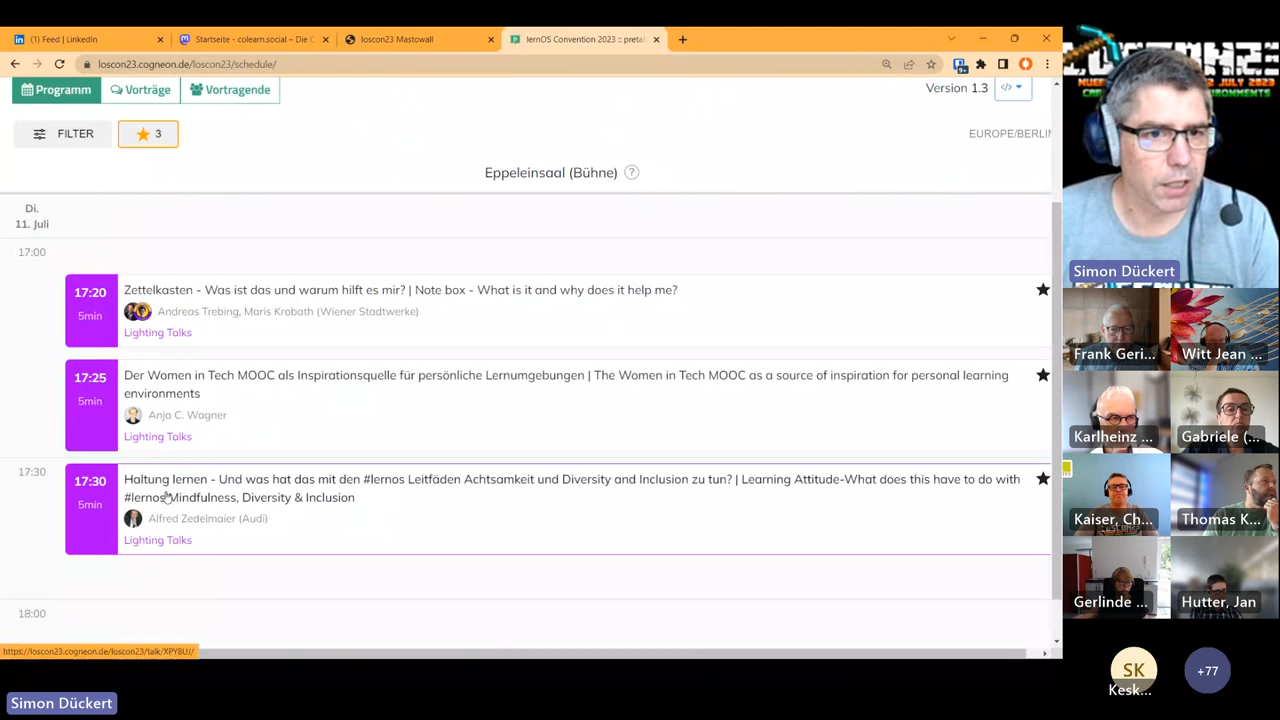 (1) Feed | LinkedIn
Startseite - colearn.social – Die C
loscon23 Mastowall
lernOS Convention 2023 :: preta
loscon23.cogneon.de/loscon23/schedule/
9+
Programm
Vorträge
Vortragende
Version 1.3
</>
FILTER
3
EUROPE/BERLIN
Eppeleinsaal (Bühne) ?
Di.
11. Juli
17:00
17:20
5min
Zettelkasten - Was ist das und warum hilft es mir? | Note box - What is it and why does it help me?
Andreas Trebing, Maris Krobath (Wiener Stadtwerke)
Lighting Talks
17:25
5min
Der Women in Tech MOOC als Inspirationsquelle für persönliche Lernumgebungen | The Women in Tech MOOC as a source of inspiration for personal learning
environments
Anja C. Wagner
Lighting Talks
17:30
17:30
5min
Haltung lernen - Und was hat das mit den #lernos Leitfäden Achtsamkeit und Diversity and Inclusion zu tun? | Learning Attitude-What does this have to do with
#lernos Mindfulness, Diversity & Inclusion
Alfred Zedelmaier (Audi)
Lighting Talks
18:00
https://loscon23.cogneon.de/loscon23/talk/XPY8UJ/
Simon Dückert
JULY 2023
Simon Dückert
Frank Geri...
Witt Jean ...
Karlheinz ...
Gabriele (...
Kaiser, Ch...
Thomas K...
Gerlinde ...
Hutter, Jan
SK
Kesk...
+77